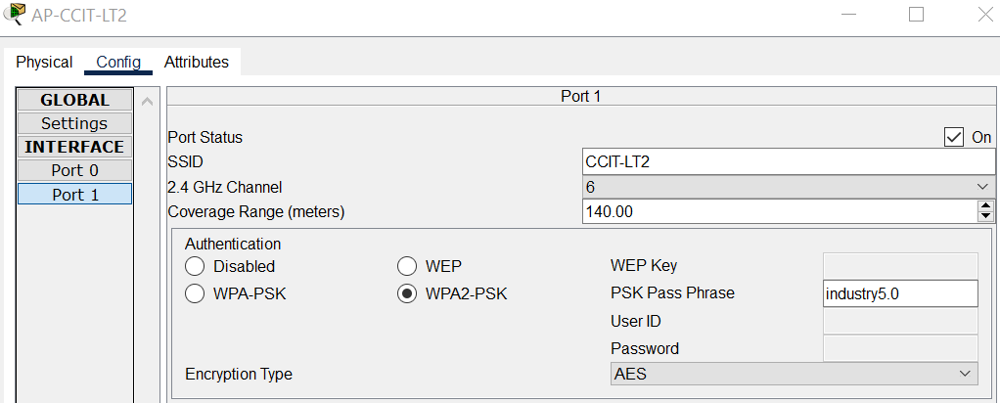 AP-CCIT-LT2
Physical Config Attributes
GLOBAL
Settings
INTERFACE
Port 0
Port 1
Port 1
Port Status On
SSID CCIT-LT2
2.4 GHz Channel 6
Coverage Range (meters) 140.00
Authentication
Disabled WEP WEP Key
WPA-PSK WPA2-PSK PSK Pass Phrase industry5.0
User ID
Password
Encryption Type AES